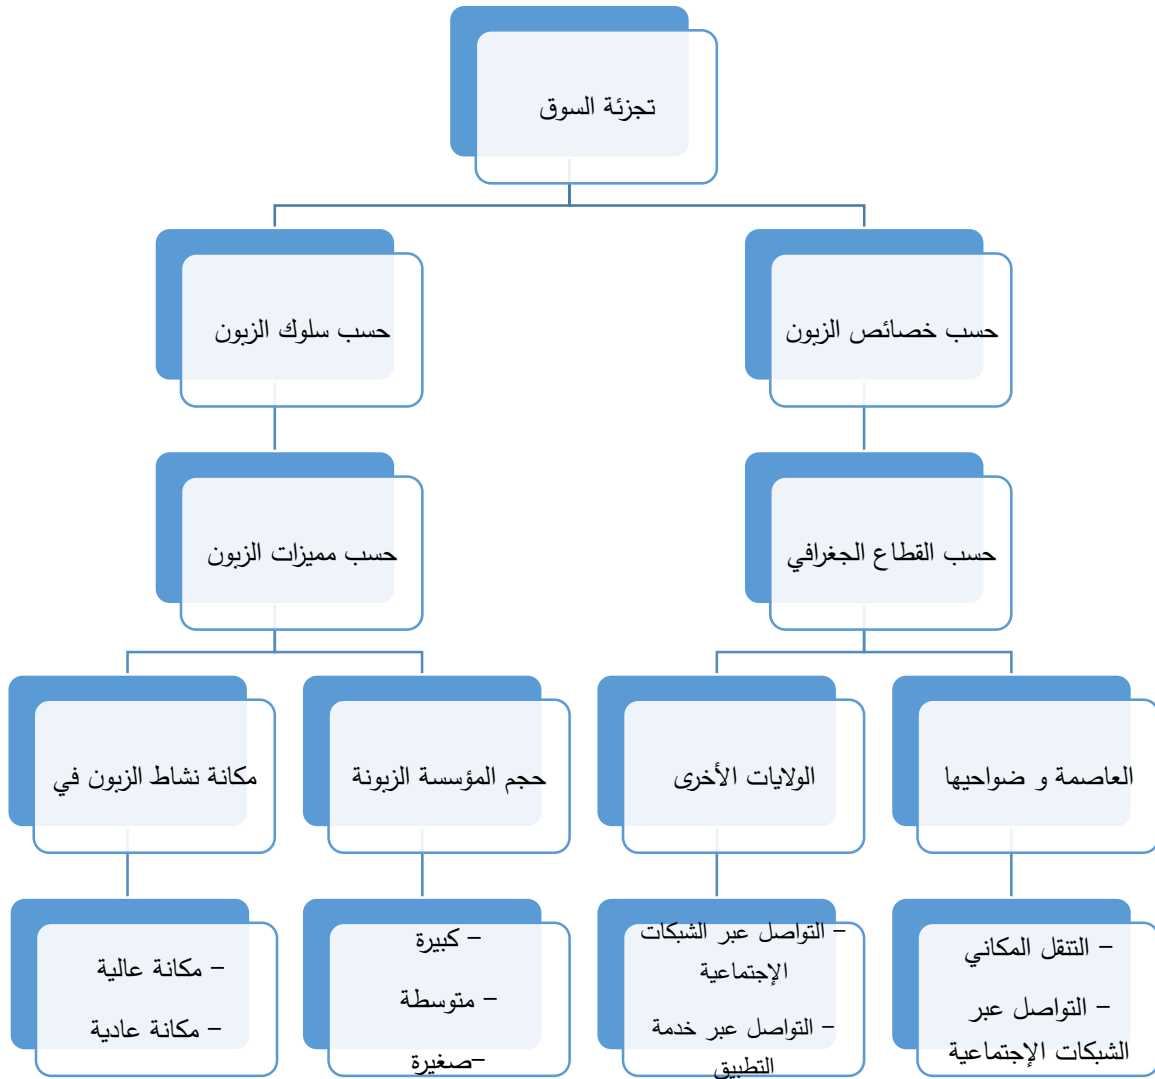 تجزئة السوق
حسب خصائص الزبون
حسب سلوك الزبون
حسب القطاع الجغرافي
حسب مميزات الزبون
العاصمة و ضواحيها
الولايات الأخرى
حجم المؤسسة الزبونة
مكانة نشاط الزبون في
– التنقل المكاني
– التواصل عبر
الشبكات الإجتماعية
– التواصل عبر الشبكات
الإجتماعية
– التواصل عبر خدمة
التطبيق
– كبيرة
– متوسطة
–صغيرة
– مكانة عالية
– مكانة عادية